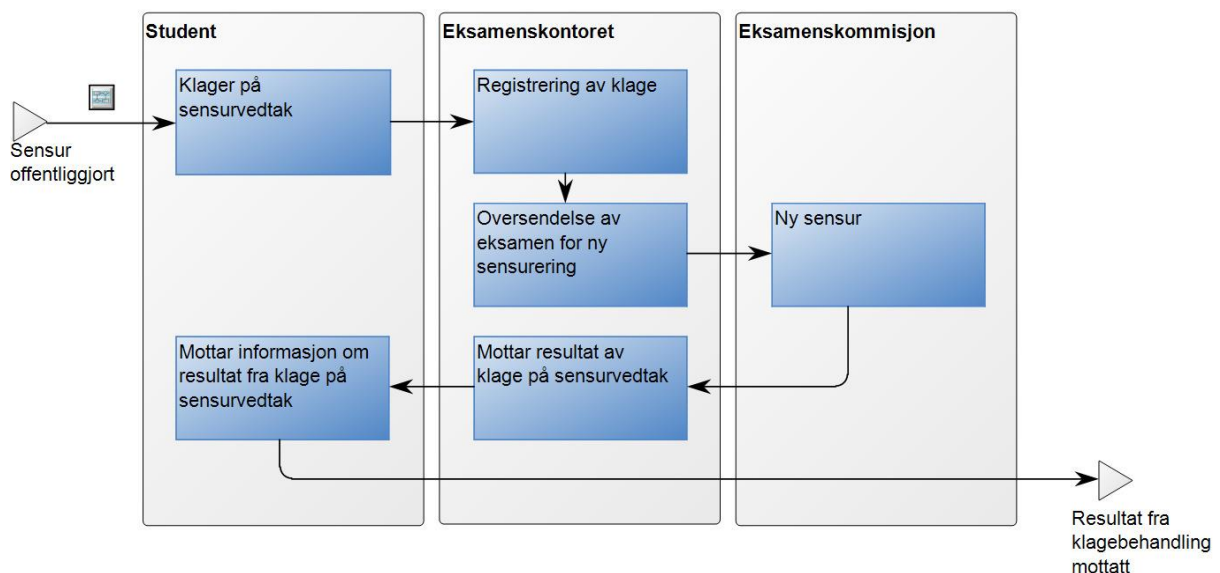 Student
Eksamenskontoret
Eksamenskommisjon
Sensur
offentliggjort
Klager på
sensurvedtak
Registrering av klage
Oversendelse av
eksamen for ny
sensurering
Ny sensur
Mottar resultat av
klage på sensurvedtak
Mottar informasjon om
resultat fra klage på
sensurvedtak
Resultat fra
klagebehandling
mottatt